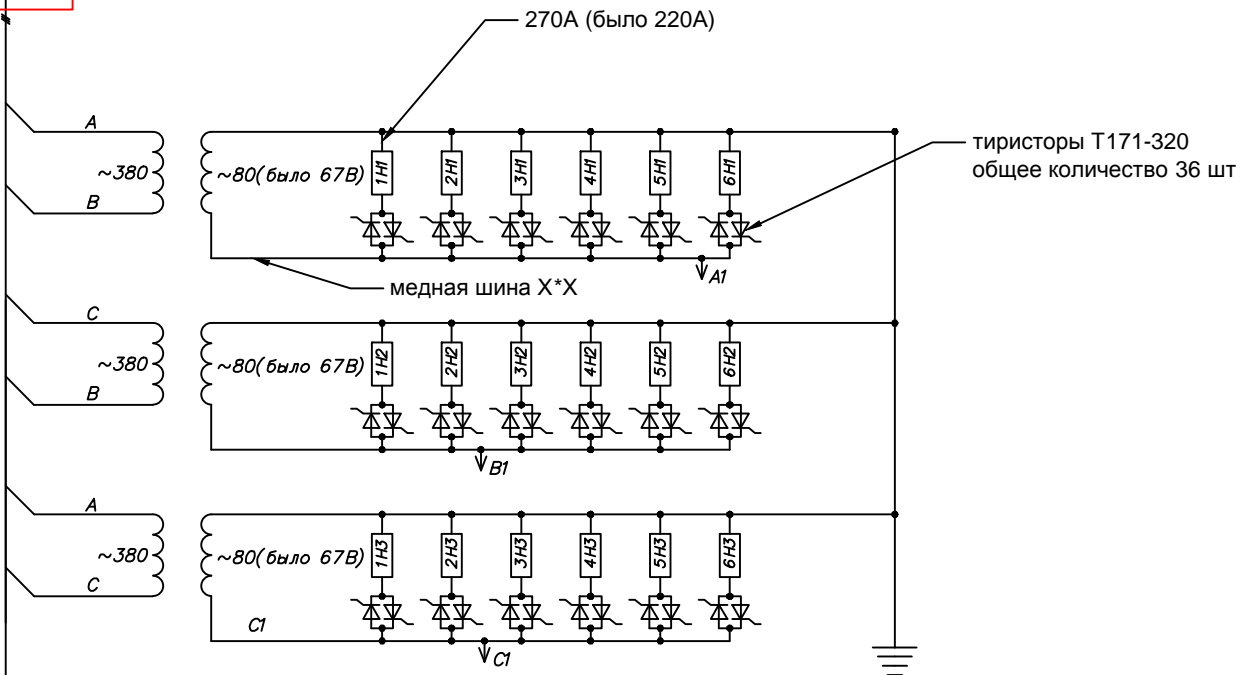 270А (было 220А)
A
~380
B
~80(было 67В)
1Н1
2Н1
3Н1
4Н1
5Н1
6Н1
тиристоры Т171-320
общее количество 36 шт
A1
медная шина Х*Х
C
~380
B
~80(было 67В)
1Н2
2Н2
3Н2
4Н2
5Н2
6Н2
B1
A
~380
C
~80(было 67В)
1Н3
2Н3
3Н3
4Н3
5Н3
6Н3
C1
C1